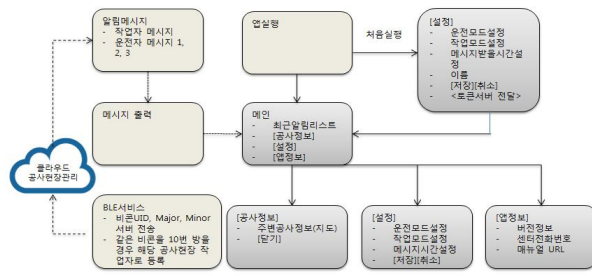 알림메시지
- 작업자 메시지
- 운전자 메시지 1,
2, 3
앱실행
처음실행
[설정]
- 운전모드설정
- 작업모드설정
- 메시지받을시간설
정
- 이름
- [저장][취소]
- <토큰서버 전달>
메시지 출력
메인
- 최근알림리스트
- [공사정보]
- [설정]
- [앱정보]
클라우드
공사현장관리
BLE서비스
- 비콘UID, Major, Minor
서버 전송
- 같은 비콘을 10번 받을
경우 해당 공사현장 작
업자로 등록
[공사정보]
- 주변공사정보(지도)
- [닫기]
[설정]
- 운전모드설정
- 작업모드설정
- 메시지시간설정
- [저장][취소]
[앱정보]
- 버전정보
- 센터전화번호
- 매뉴얼 URL